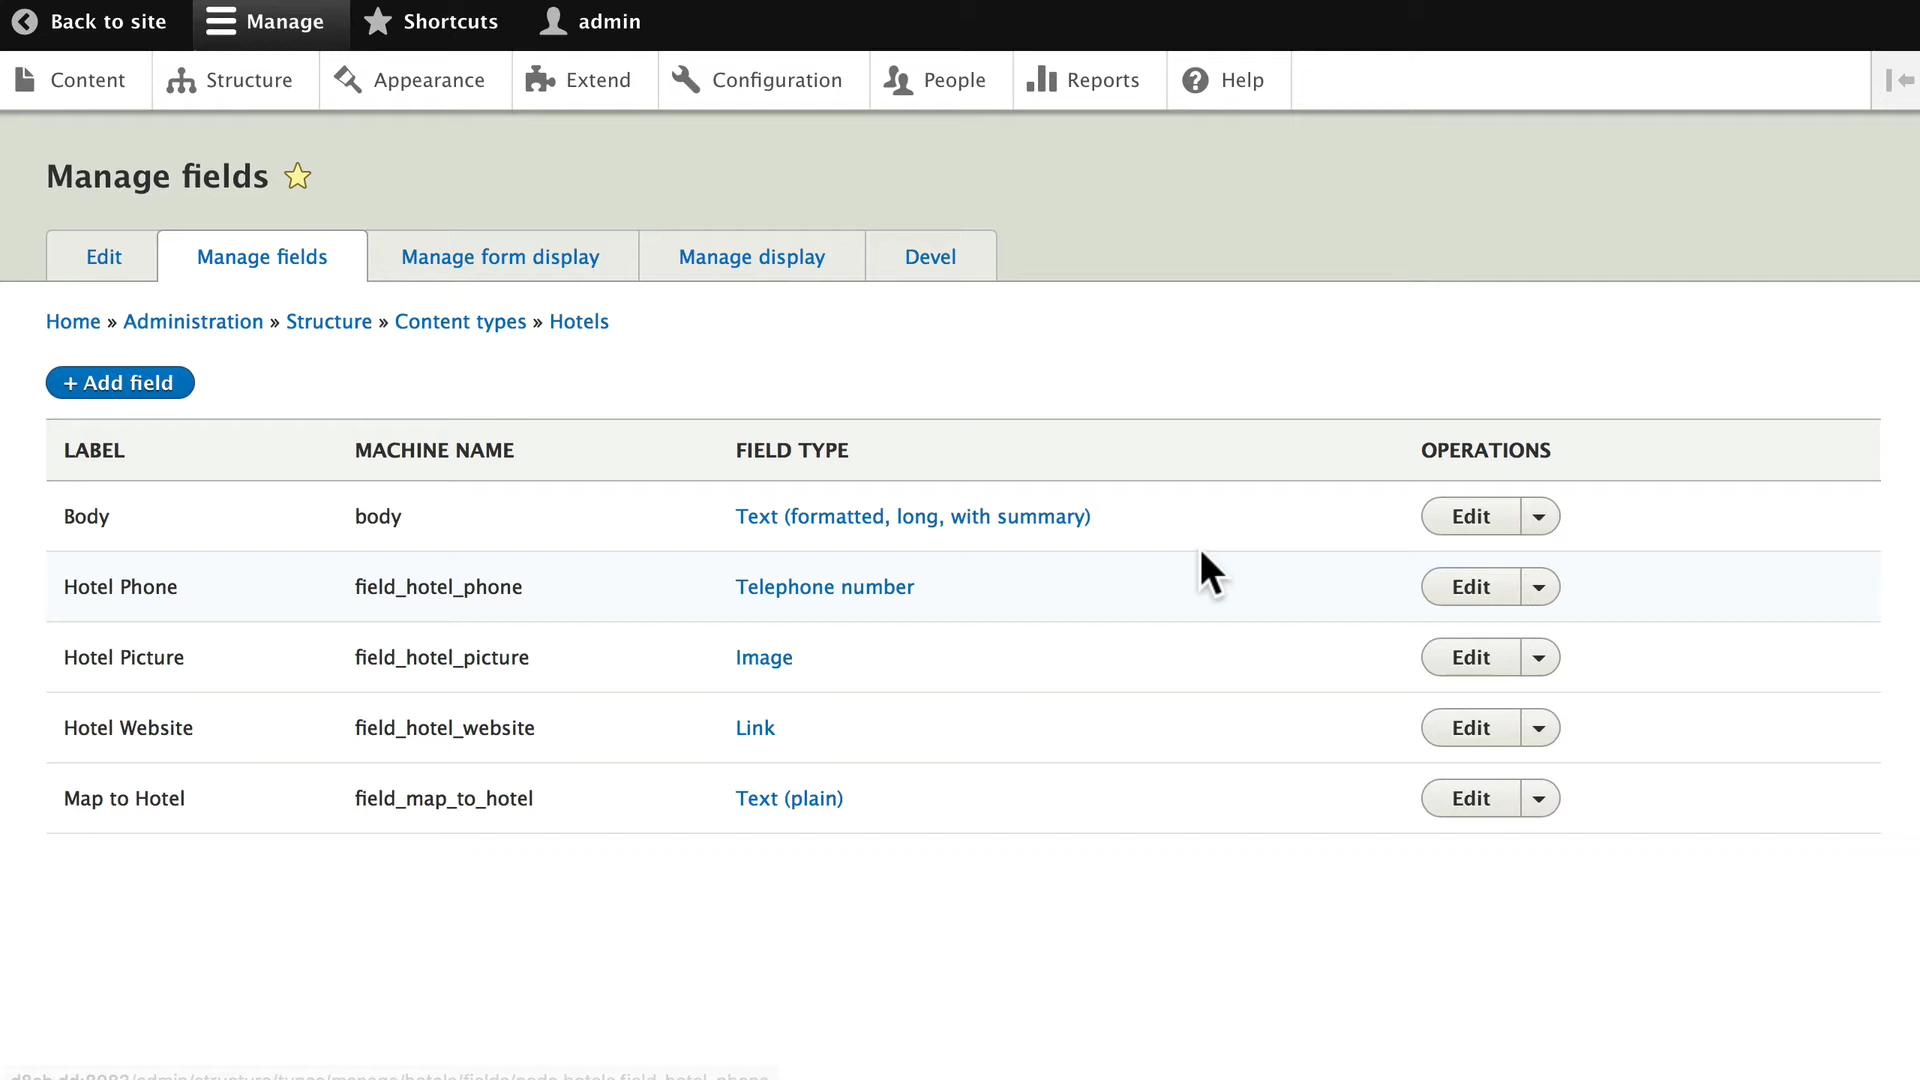 Back to site Manage Shortcuts admin
Content Structure Appearance Extend Configuration People Reports Help
Manage fields
Edit Manage fields Manage form display Manage display Devel
Home » Administration » Structure » Content types » Hotels
+ Add field
LABEL MACHINE NAME FIELD TYPE OPERATIONS
Body body Text (formatted, long, with summary) Edit
Hotel Phone field_hotel_phone Telephone number Edit
Hotel Picture field_hotel_picture Image Edit
Hotel Website field_hotel_website Link Edit
Map to Hotel field_map_to_hotel Text (plain) Edit